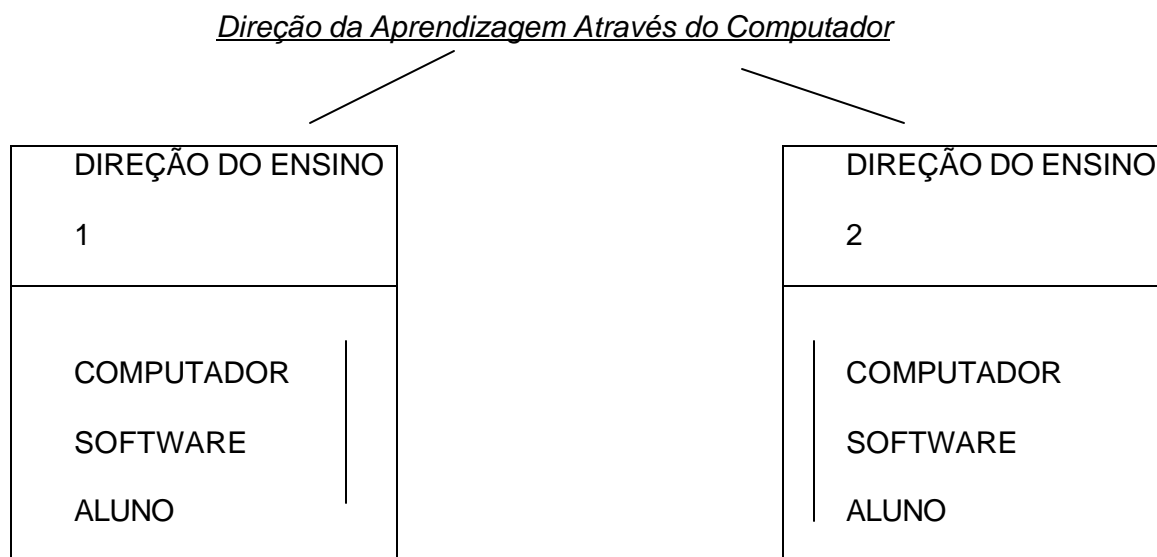 Direção da Aprendizagem Através do Computador
DIREÇÃO DO ENSINO
1
COMPUTADOR
SOFTWARE
ALUNO
DIREÇÃO DO ENSINO
2
COMPUTADOR
SOFTWARE
ALUNO